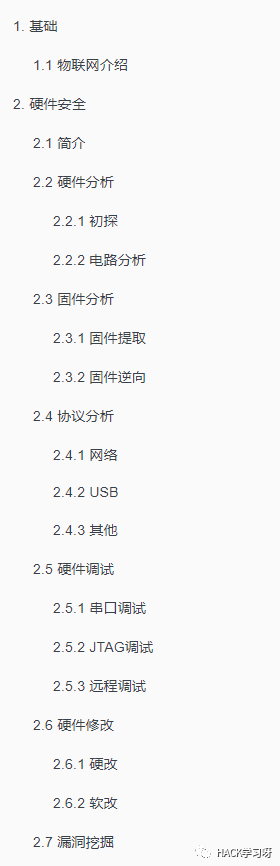 1. 基础
1.1 物联网介绍
2. 硬件安全
2.1 简介
2.2 硬件分析
2.2.1 初探
2.2.2 电路分析
2.3 固件分析
2.3.1 固件提取
2.3.2 固件逆向
2.4 协议分析
2.4.1 网络
2.4.2 USB
2.4.3 其他
2.5 硬件调试
2.5.1 串口调试
2.5.2 JTAG调试
2.5.3 远程调试
2.6 硬件修改
2.6.1 硬改
2.6.2 软改
2.7 漏洞挖掘
HACK学习呀